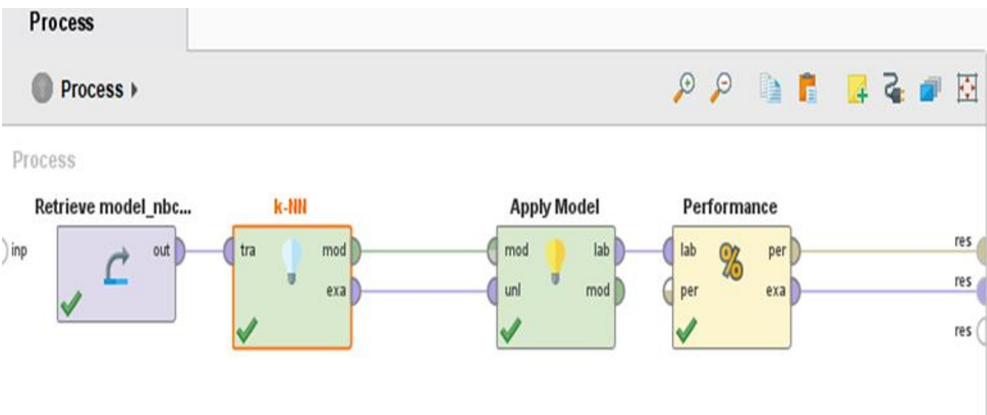 Process
Process
Process
Retrieve model_nbc... k-NN Apply Model Performance
inp out tra mod mod lab lab per res
exa unl mod per exa res
res